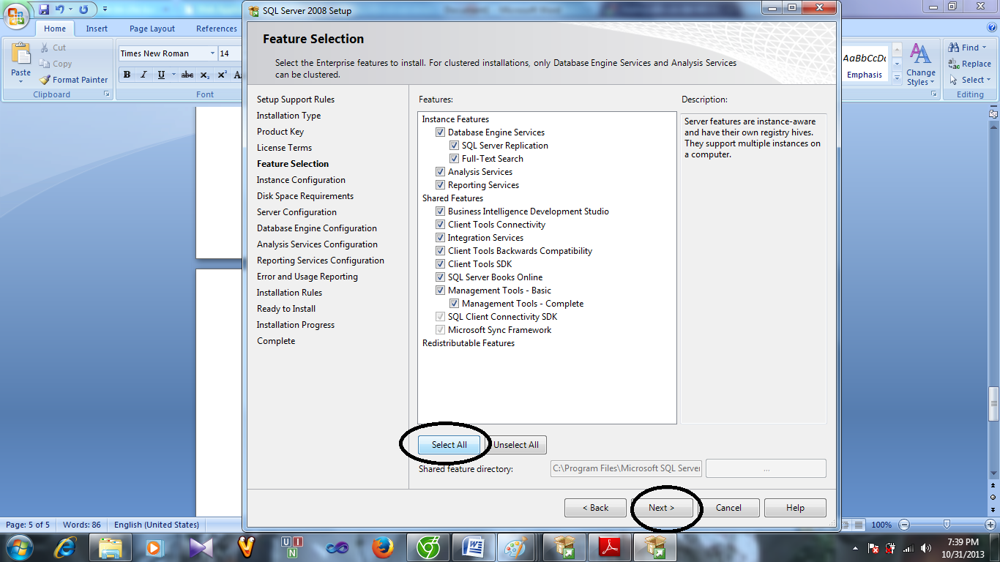 SQL Server 2008 Setup
Home Insert Page Layout References
Paste
Cut
Copy
Format Painter
Clipboard
Times New Roman 14
B I U abc X₂ X² A
Font
AaBbCcDc
Emphasis
Change Styles
Find
Replace
Select
Editing
Feature Selection
Select the Enterprise features to install. For clustered installations, only Database Engine Services and Analysis Services
can be clustered.
Setup Support Rules
Installation Type
Product Key
License Terms
Feature Selection
Instance Configuration
Disk Space Requirements
Server Configuration
Database Engine Configuration
Analysis Services Configuration
Reporting Services Configuration
Error and Usage Reporting
Installation Rules
Ready to Install
Installation Progress
Complete
Features:
Instance Features
Database Engine Services
SQL Server Replication
Full-Text Search
Analysis Services
Reporting Services
Shared Features
Business Intelligence Development Studio
Client Tools Connectivity
Integration Services
Client Tools Backwards Compatibility
Client Tools SDK
SQL Server Books Online
Management Tools - Basic
Management Tools - Complete
SQL Client Connectivity SDK
Microsoft Sync Framework
Redistributable Features
Description:
Server features are instance-aware
and have their own registry hives.
They support multiple instances on
a computer.
Select All Unselect All
Shared feature directory: C:\Program Files\Microsoft SQL Server ...
< Back Next > Cancel Help
Page: 5 of 5 Words: 86 English (United States) 100%
U I N
7:39 PM
10/31/2013